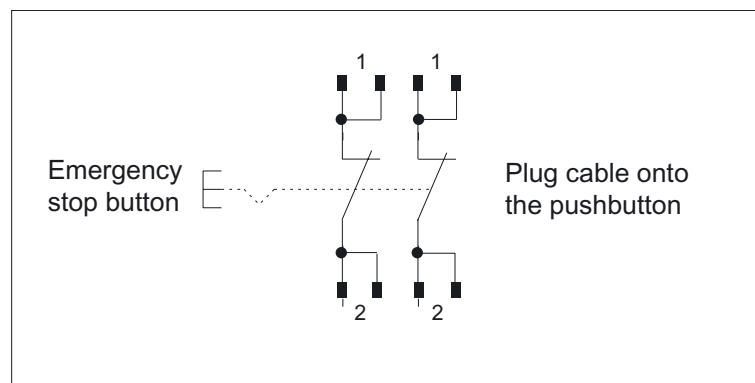 1 1
Emergency
stop button
Plug cable onto
the pushbutton
2 2